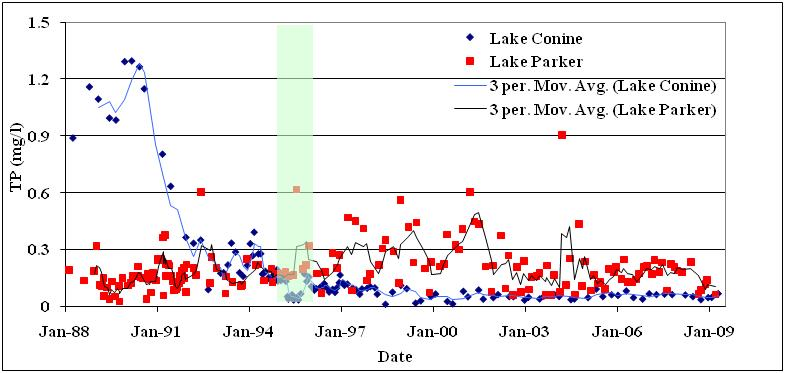 1.5
1.2
0.9
0.6
0.3
0
TP (mg/l)
Lake Conine
Lake Parker
3 per. Mov. Avg. (Lake Conine)
3 per. Mov. Avg. (Lake Parker)
Jan-88 Jan-91 Jan-94 Jan-97 Jan-00 Jan-03 Jan-06 Jan-09
Date